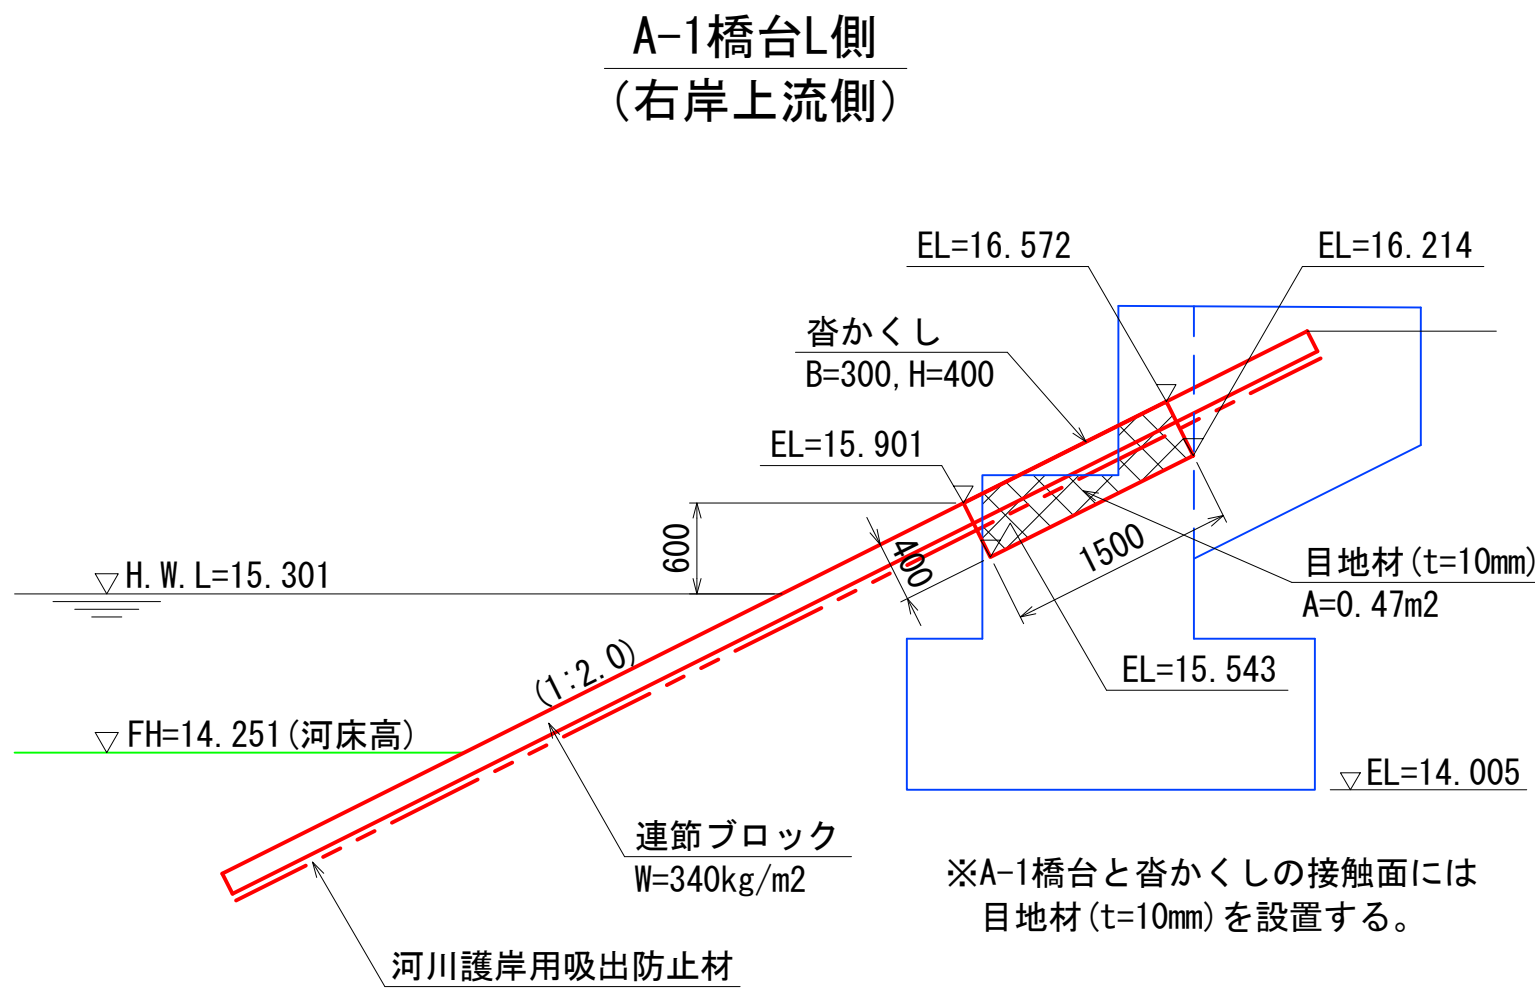 A-1橋台L側
(右岸上流側)
EL=16.572
EL=16.214
沓かくし
B=300,H=400
EL=15.901
600
400
1500
H.W.L=15.301
目地材(t=10mm)
A=0.47m2
(1:2.0)
EL=15.543
FH=14.251(河床高)
EL=14.005
連節ブロック
W=340kg/m2
※A-1橋台と沓かくしの接触面には
目地材(t=10mm)を設置する。
河川護岸用吸出防止材